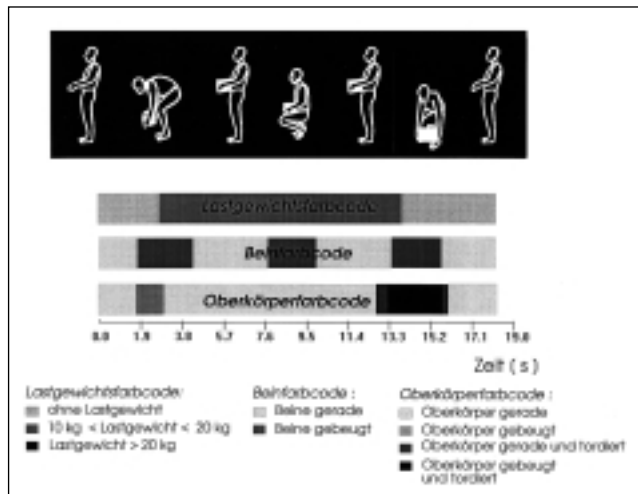 Lastgewichtsfarbcode
Beinfarbcode
Oberkörperfarbcode
0.0 1.9 3.8 5.7 7.6 9.5 11.4 13.3 15.2 17.1 19.0
Zeit ( s )
Lastgewichtsfarbcode:
ohne Lastgewicht
10 kg < Lastgewicht < 20 kg
Lastgewicht > 20 kg
Beinfarbcode :
Beine gerade
Beine gebeugt
Oberkörperfarbcode :
Oberkörper gerade
Oberkörper gebeugt
Oberkörper gerade und tordiert
Oberkörper gebeugt
und tordiert